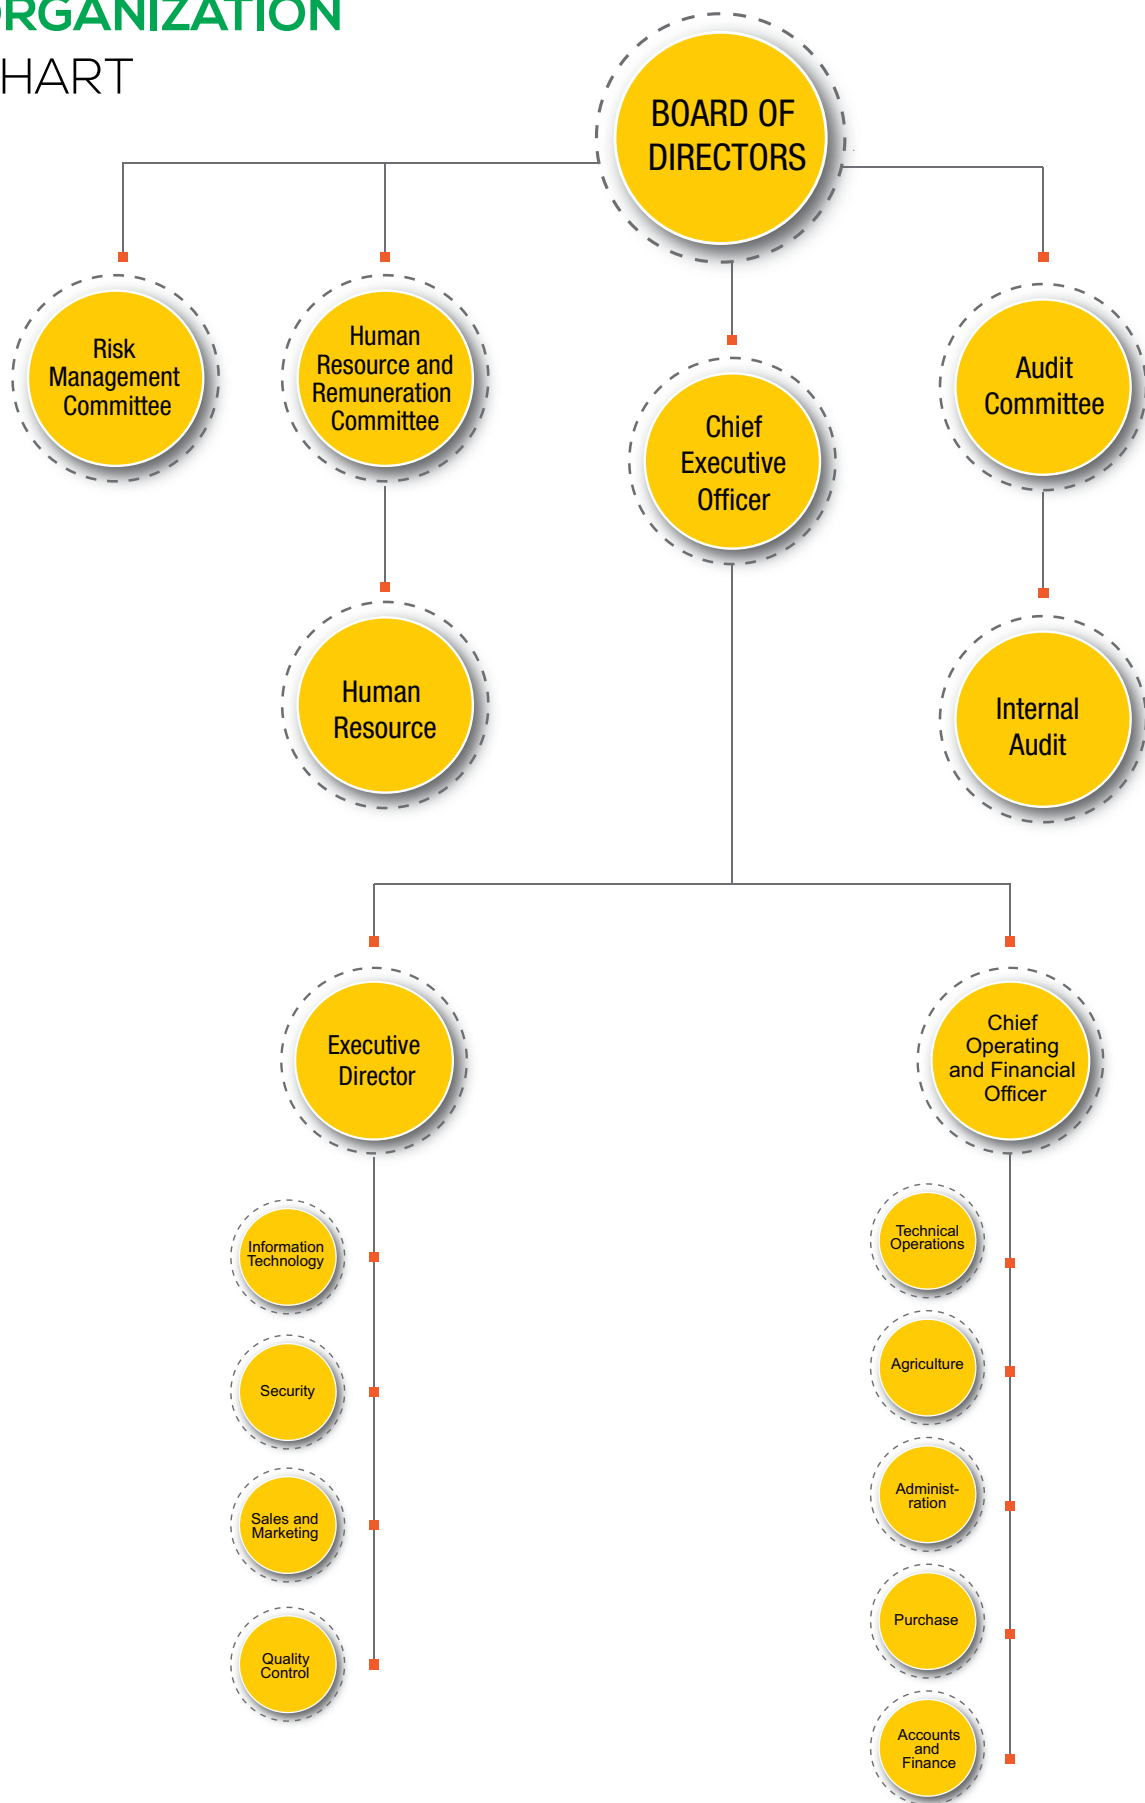 ORGANIZATION
HART
BOARD OF
DIRECTORS
Risk
Management
Committee
Human
Resource and
Remuneration
Committee
Chief
Executive
Officer
Audit
Committee
Human
Resource
Internal
Audit
Executive
Director
Chief
Operating
and Financial
Officer
Information
Technology
Security
Sales and
Marketing
Quality
Control
Technical
Operations
Agriculture
Administ-
ration
Purchase
Accounts
and
Finance